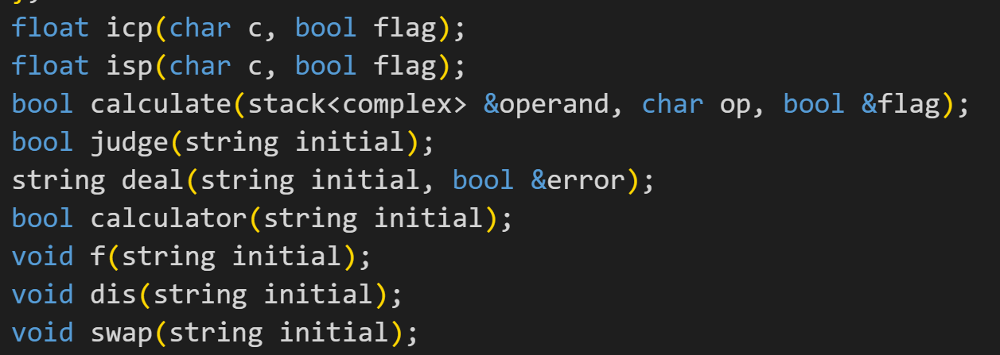 };
float icp(char c, bool flag);
float isp(char c, bool flag);
bool calculate(stack<complex> &operand, char op, bool &flag);
bool judge(string initial);
string deal(string initial, bool &error);
bool calculator(string initial);
void f(string initial);
void dis(string initial);
void swap(string initial);